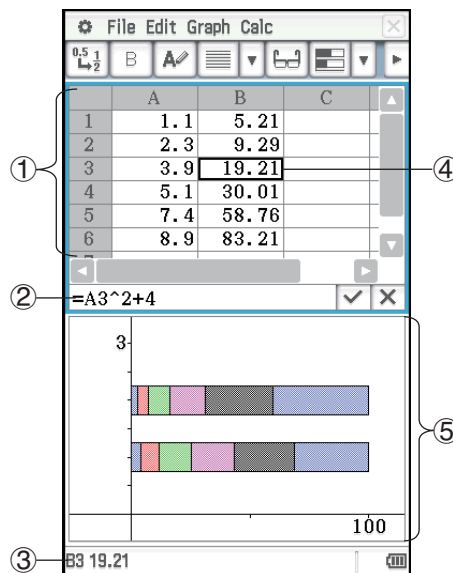 File Edit Graph Calc
0.5 1 2 B A
A B C
1 1.1 5.21
2 2.3 9.29
① 3 3.9 19.21 ④
4 5.1 30.01
5 7.4 58.76
6 8.9 83.21
② =A3^2+4
3
⑤
100
③ B3 19.21